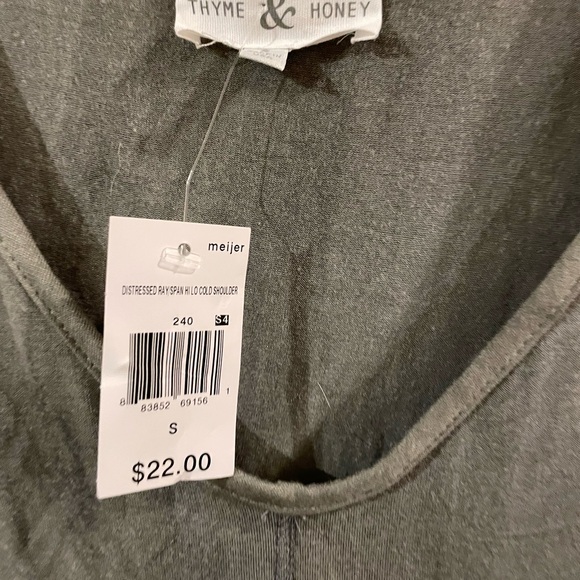 THYME & HONEY
meijer
DISTRESSED RAY/SPAN HI LO COLD SHOULDER
240 S4
8 83852 69156 1
S
$22.00